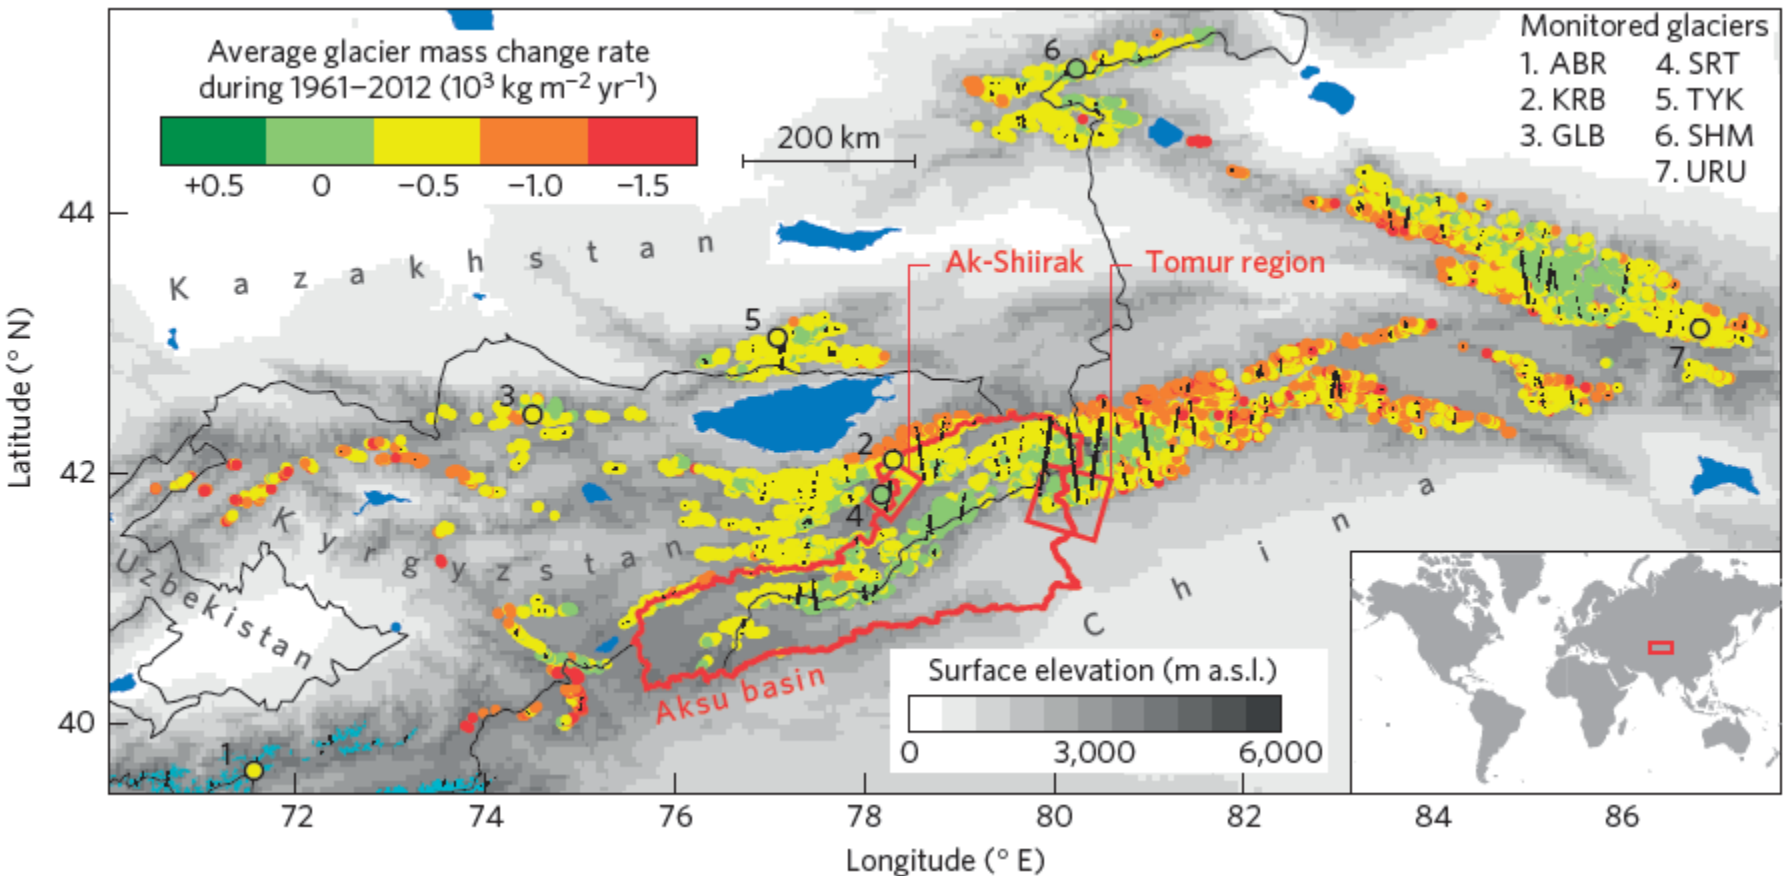 Average glacier mass change rate
during 1961–2012 (10³ kg m⁻² yr⁻¹)
+0.5 0 −0.5 −1.0 −1.5
200 km
Monitored glaciers
1. ABR 4. SRT
2. KRB 5. TYK
3. GLB 6. SHM
7. URU
6
44
Kazakhstan
Ak-Shiirak
Tomur region
5
7
3
2
42
4
Kyrgyzstan
China
Uzbekistan
Aksu basin
Surface elevation (m a.s.l.)
0 3,000 6,000
40
1
72 74 76 78 80 82 84 86
Latitude (° N)
Longitude (° E)